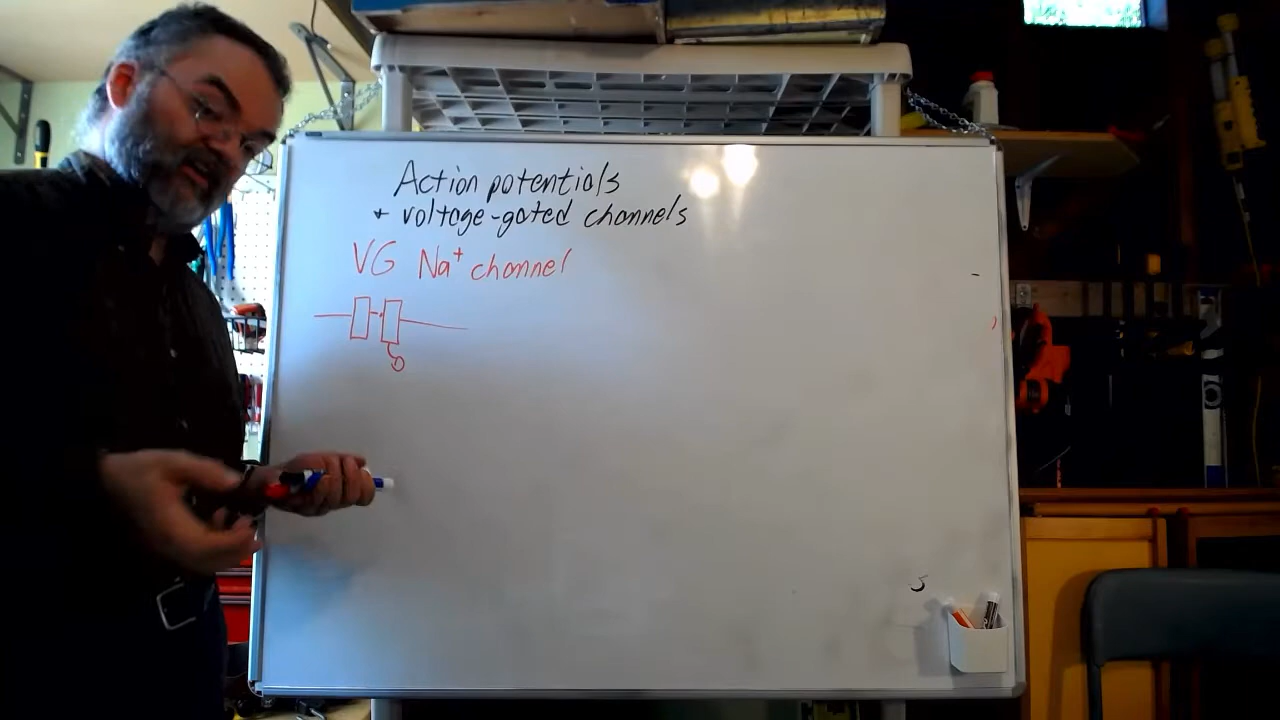 Action potentials
+ voltage-gated channels
VG Na⁺ channel